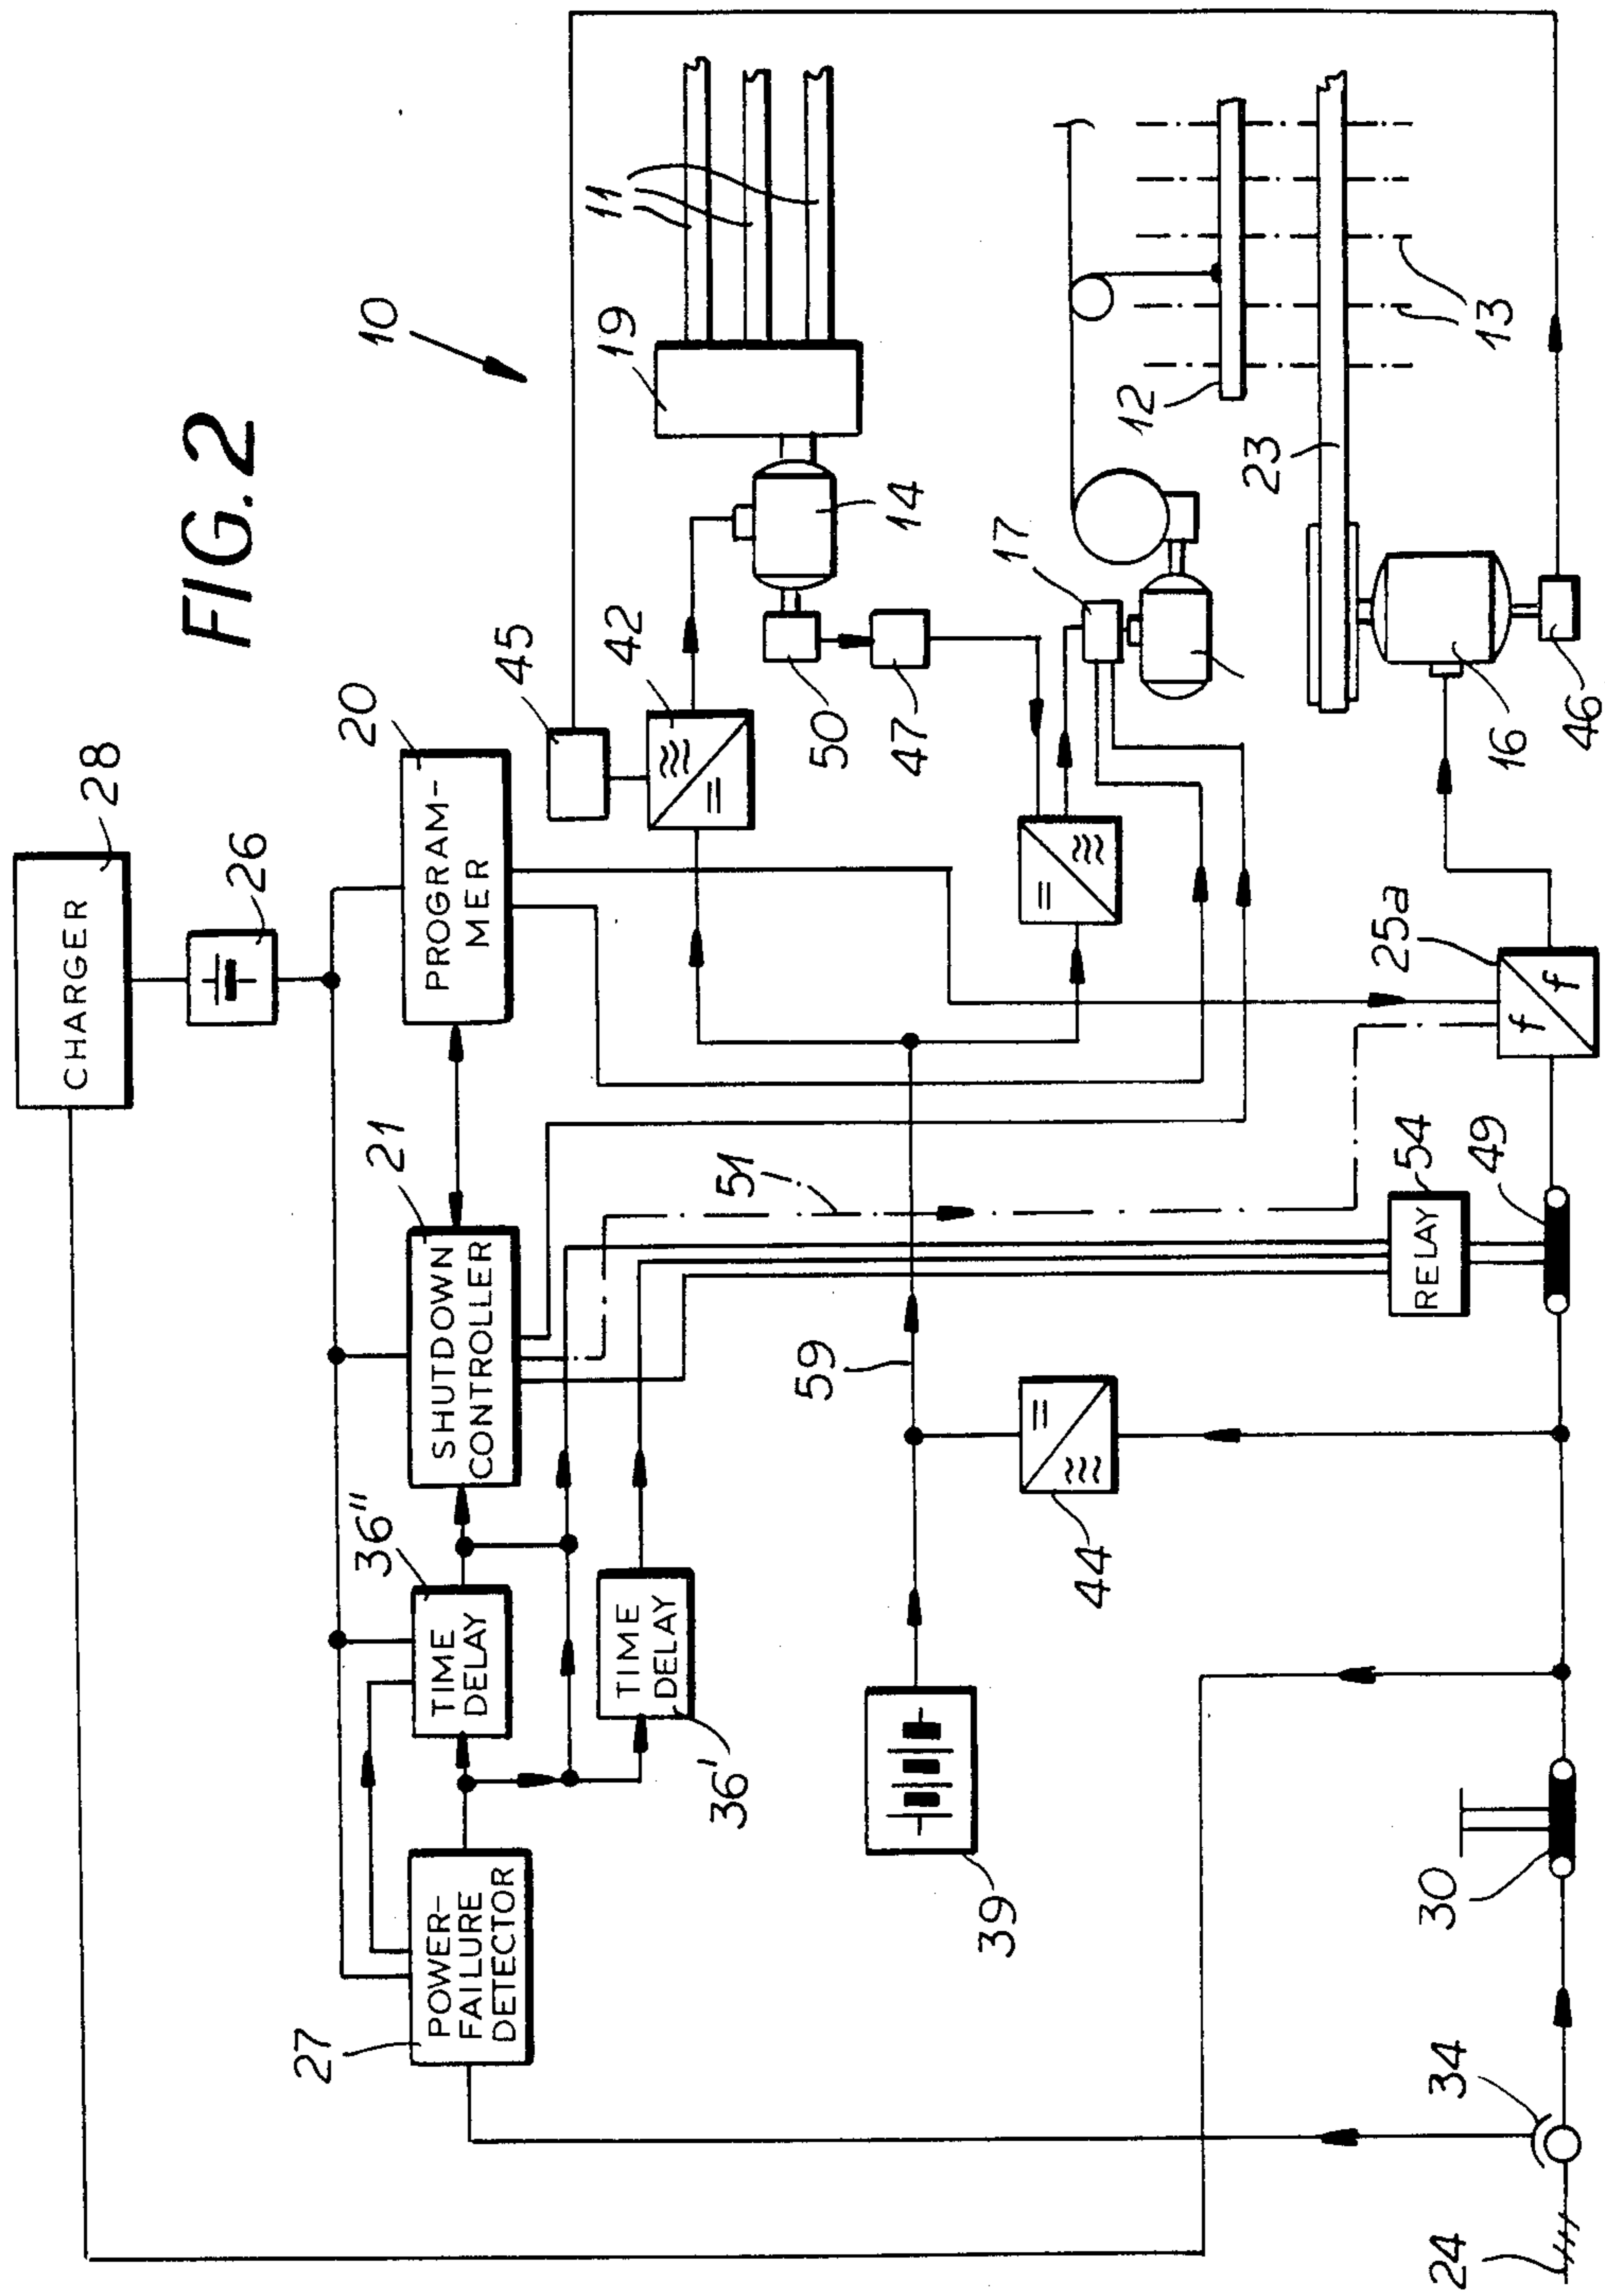 FIG. 2
CHARGER
28
26
20
PROGRAM-
MER
21
SHUTDOWN
CONTROLLER
36"
TIME
DELAY
27
POWER-
FAILURE
DETECTOR
TIME
DELAY
36'
10
11
19
45
42
14
50
47
17
12
13
23
16
46
25a
f
f
51
54
RELAY
49
59
44
39
30
34
24